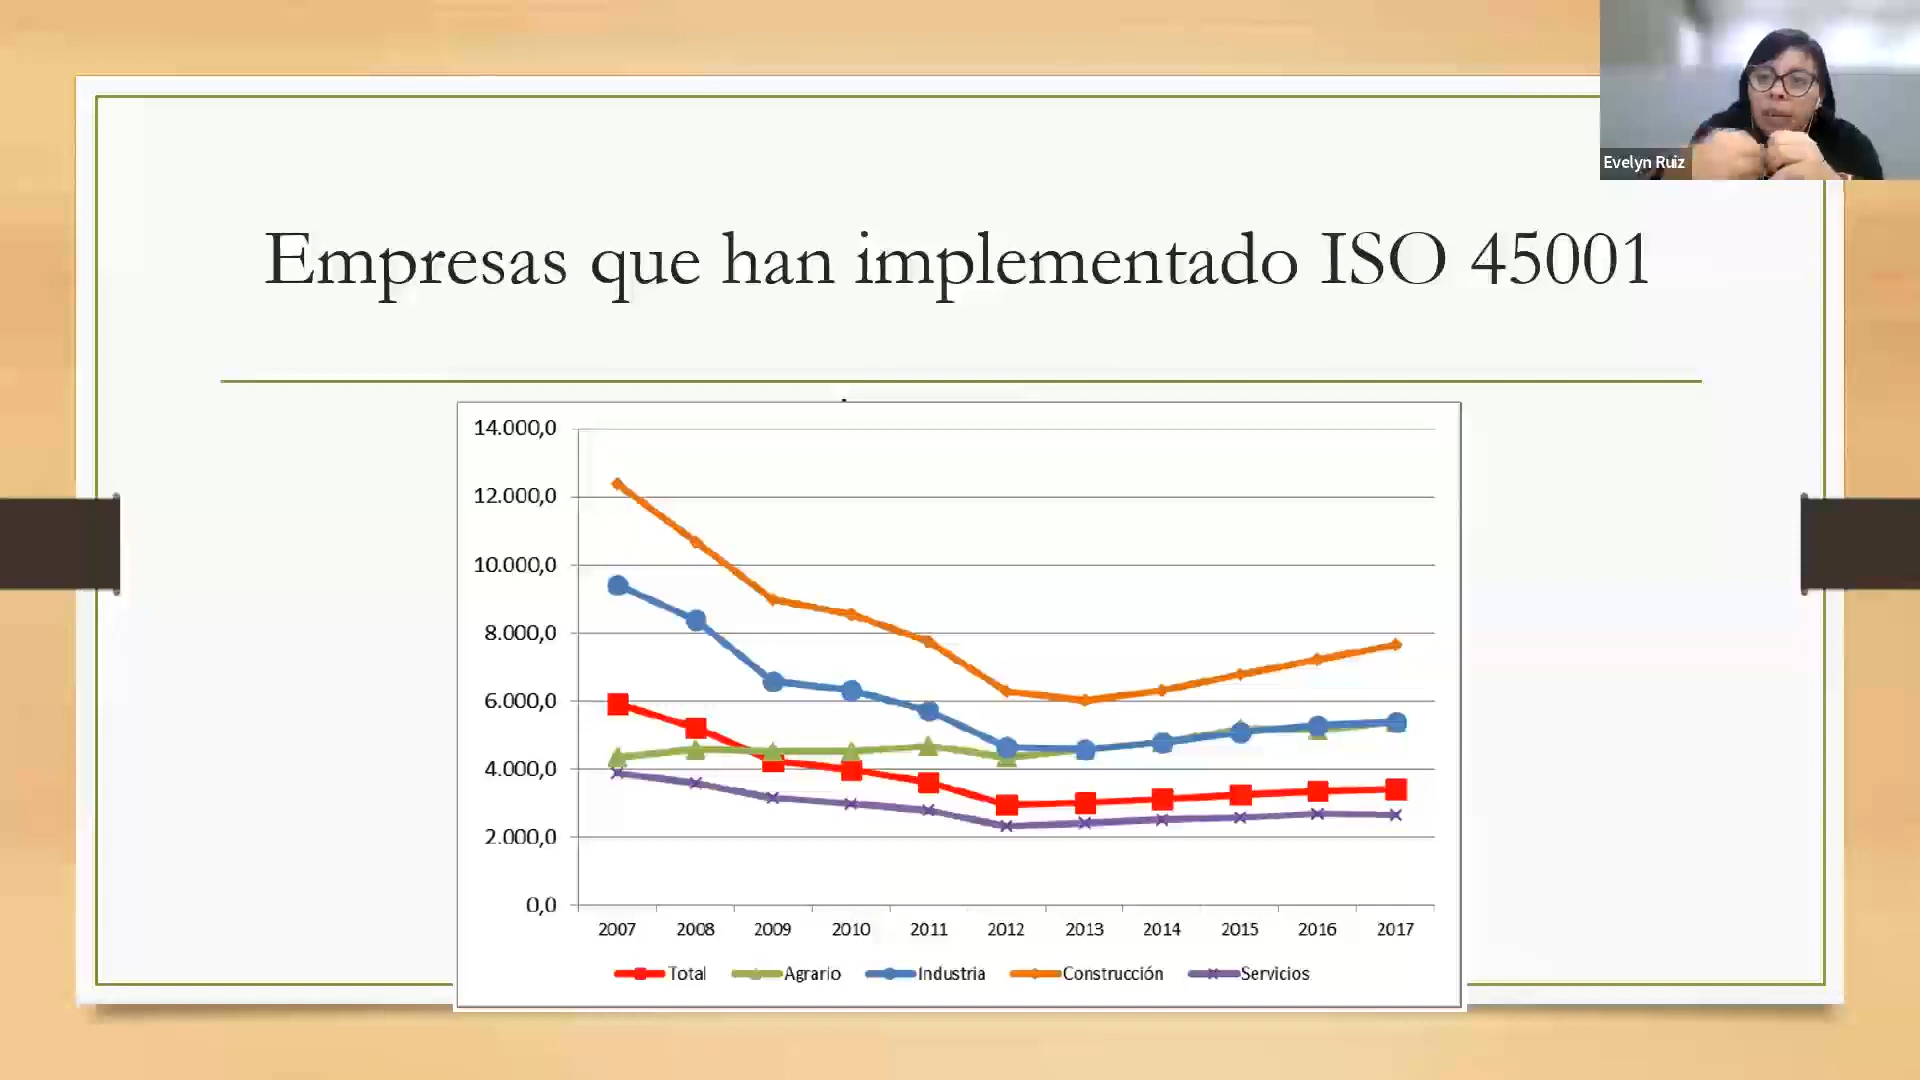 Evelyn Ruiz
Empresas que han implementado ISO 45001
14.000,0
12.000,0
10.000,0
8.000,0
6.000,0
4.000,0
2.000,0
0,0
2007 2008 2009 2010 2011 2012 2013 2014 2015 2016 2017
Total Agrario Industria Construcción Servicios